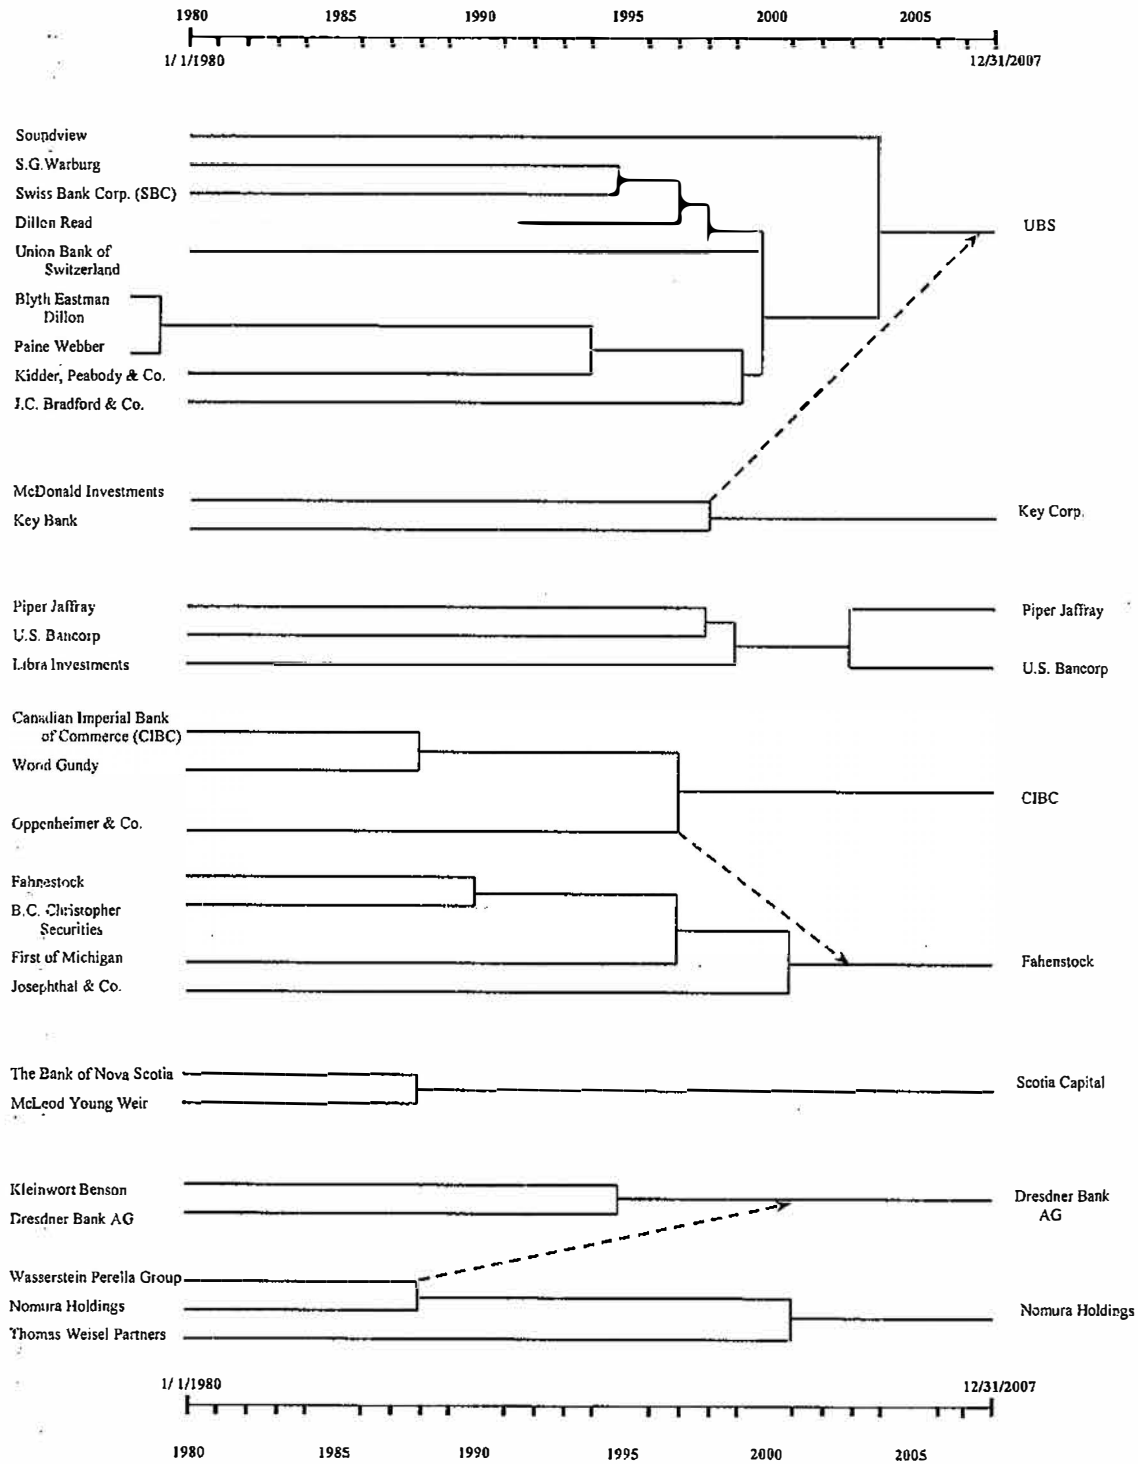 1980 1985 1990 1995 2000 2005
1/ 1/1980 12/31/2007
Soundview
S.G.Warburg
Swiss Bank Corp. (SBC)
Dillon Read
UBS
Union Bank of
Switzerland
Blyth Eastman
Dillon
Paine Webber
Kidder, Peabody & Co.
J.C. Bradford & Co.
McDonald Investments
Key Bank
Key Corp.
Piper Jaffray
Piper Jaffray
U.S. Bancorp
Libra Investments
U.S. Bancorp
Canadian Imperial Bank
of Commerce (CIBC)
Wood Gundy
CIBC
Oppenheimer & Co.
Fahnestock
B.C. Christopher
Securities
First of Michigan
Fahenstock
Josephthal & Co.
The Bank of Nova Scotia
Scotia Capital
McLeod Young Weir
Kleinwort Benson
Dresdner Bank
AG
Dresdner Bank AG
Wasserstein Perella Group
Nomura Holdings
Nomura Holdings
Thomas Weisel Partners
1/ 1/1980 12/31/2007
1980 1985 1990 1995 2000 2005